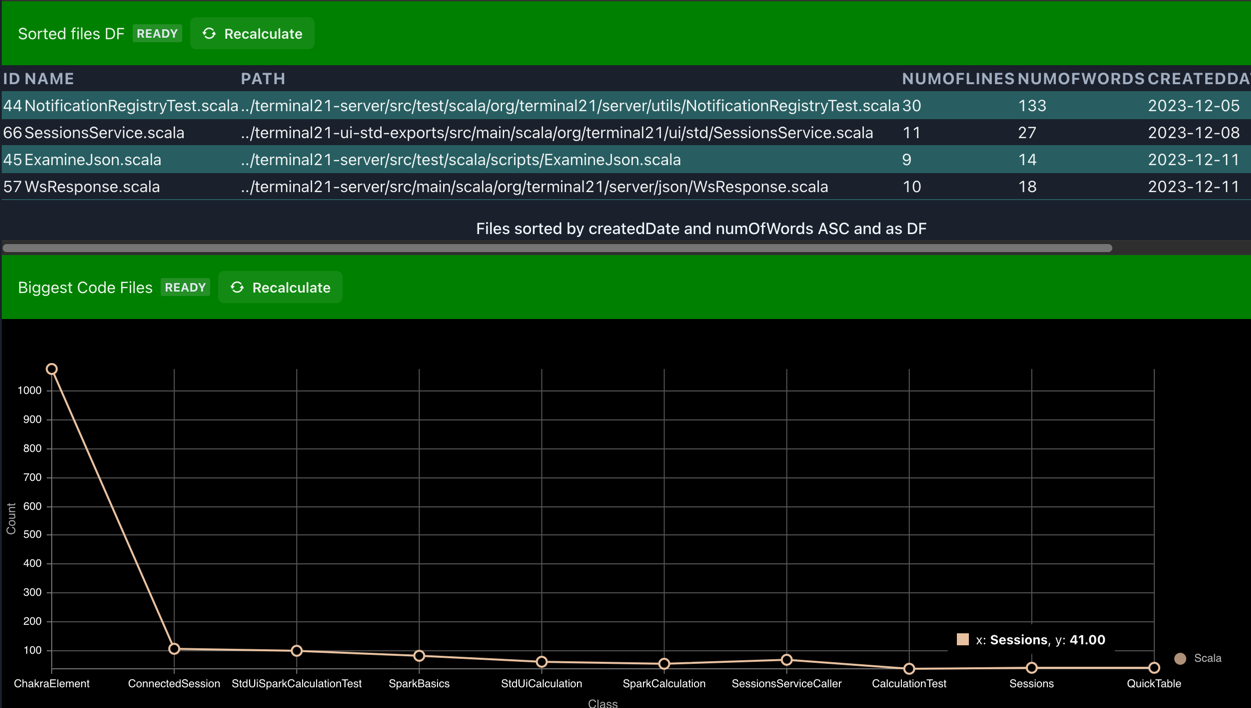 Sorted files DF READY Recalculate
ID NAME PATH NUMOFLINES NUMOFWORDS CREATEDDA
44 NotificationRegistryTest.scala ../terminal21-server/src/test/scala/org/terminal21/server/utils/NotificationRegistryTest.scala 30 133 2023-12-05
66 SessionsService.scala ../terminal21-ui-std-exports/src/main/scala/org/terminal21/ui/std/SessionsService.scala 11 27 2023-12-08
45 ExamineJson.scala ../terminal21-server/src/test/scala/scripts/ExamineJson.scala 9 14 2023-12-11
57 WsResponse.scala ../terminal21-server/src/main/scala/org/terminal21/server/json/WsResponse.scala 10 18 2023-12-11
Files sorted by createdDate and numOfWords ASC and as DF
Biggest Code Files READY Recalculate
1000
900
800
700
600
500
400
300
200
100
Count
x: Sessions, y: 41.00
Scala
ChakraElement ConnectedSession StdUiSparkCalculationTest SparkBasics StdUiCalculation SparkCalculation SessionsServiceCaller CalculationTest Sessions QuickTable
Class